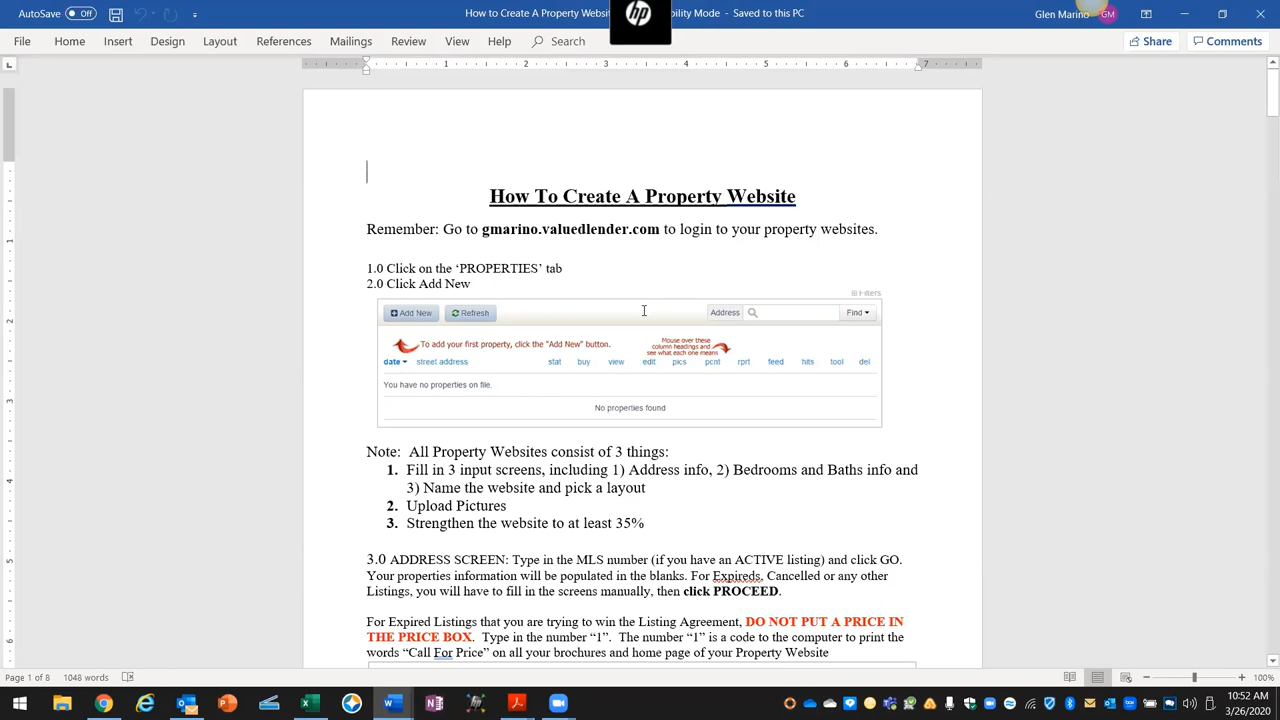 AutoSave Off
bility Mode - Saved to this PC
Glen Marino GM
hp
File Home Insert Design Layout References Mailings Review View Help Search Share Comments
1 2 3 4 5 6 7
How To Create A Property Website
Remember: Go to gmarino.valuedlender.com to login to your property websites.
1.0 Click on the ‘PROPERTIES’ tab
2.0 Click Add New
Filters
Add New Refresh Address Find
To add your first property, click the "Add New" button.
Mouse over these
column headings and
see what each one means
date street address stat buy view edit pics pcnt rprt feed hits tool del
You have no properties on file.
No properties found
Note: All Property Websites consist of 3 things:
1. Fill in 3 input screens, including 1) Address info, 2) Bedrooms and Baths info and
3) Name the website and pick a layout
2. Upload Pictures
3. Strengthen the website to at least 35%
3.0 ADDRESS SCREEN: Type in the MLS number (if you have an ACTIVE listing) and click GO.
Your properties information will be populated in the blanks. For Expireds, Cancelled or any other
Listings, you will have to fill in the screens manually, then click PROCEED.
For Expired Listings that you are trying to win the Listing Agreement, DO NOT PUT A PRICE IN
THE PRICE BOX. Type in the number “1”. The number “1” is a code to the computer to print the
words “Call For Price” on all your brochures and home page of your Property Website
Page 1 of 8 1048 words 100%
10:52 AM
3/26/2020